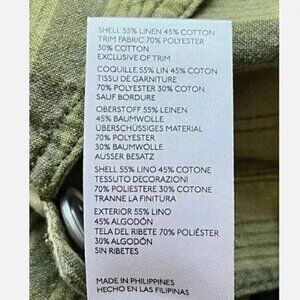 SHELL 55% LINEN 45% COTTON
TRIM FABRIC 70% POLYESTER
30% COTTON
EXCLUSIVE OF TRIM
COQUILLE 55% LIN 45% COTON
TISSU DE GARNITURE
70% POLYESTER 30% COTON
SAUF BORDURE
OBERSTOFF 55% LEINEN
45% BAUMWOLLE
ÜBERSCHÜSSIGES MATERIAL
70% POLYESTER
30% BAUMWOLLE
AUSSER BESATZ
SHELL 55% LINO 45% COTONE
TESSUTO DECORAZIONI
70% POLIESTERE 30% COTONE
TRANNE LA FINITURA
EXTERIOR 55% LINO
45% ALGODÓN
TELA DEL RIBETE 70% POLIÉSTER
30% ALGODÓN
SIN RIBETES
MADE IN PHILIPPINES
HECHO EN LAS FILIPINAS